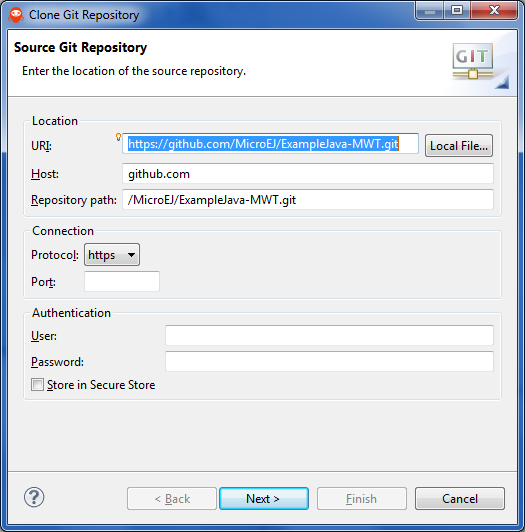 Clone Git Repository
Source Git Repository
Enter the location of the source repository.
GIT
Location
URI: https://github.com/MicroEJ/ExampleJava-MWT.git Local File...
Host: github.com
Repository path: /MicroEJ/ExampleJava-MWT.git
Connection
Protocol: https
Port:
Authentication
User:
Password:
Store in Secure Store
? < Back Next > Finish Cancel